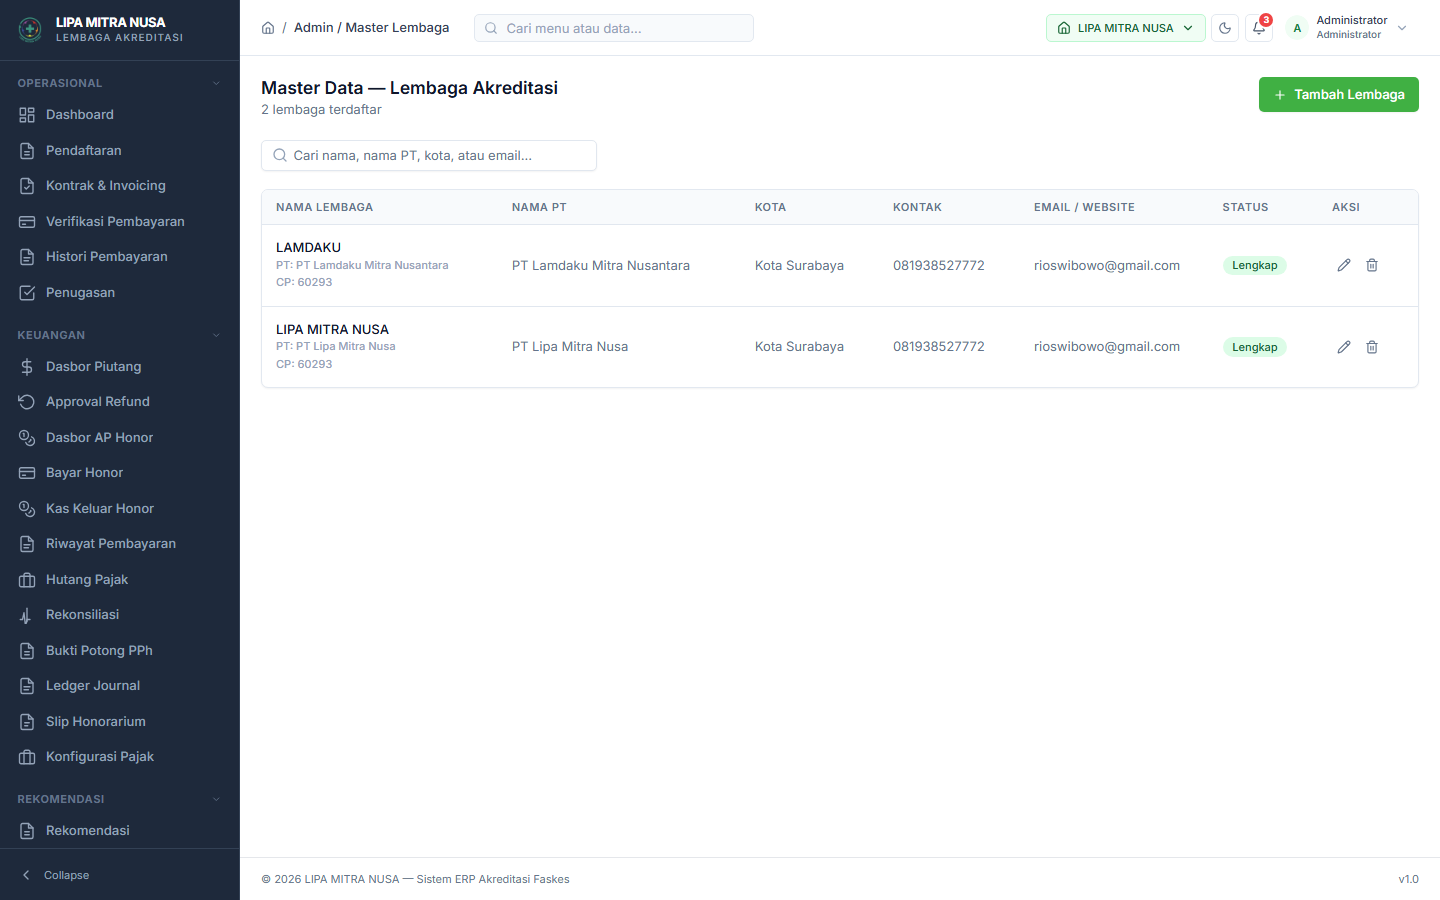 LIPA MITRA NUSA
LEMBAGA AKREDITASI
OPERASIONAL
Dashboard
Pendaftaran
Kontrak & Invoicing
Verifikasi Pembayaran
Histori Pembayaran
Penugasan
KEUANGAN
Dasbor Piutang
Approval Refund
Dasbor AP Honor
Bayar Honor
Kas Keluar Honor
Riwayat Pembayaran
Hutang Pajak
Rekonsiliasi
Bukti Potong PPh
Ledger Journal
Slip Honorarium
Konfigurasi Pajak
REKOMENDASI
Rekomendasi
Collapse
/ Admin / Master Lembaga
Cari menu atau data...
LIPA MITRA NUSA
3
A
Administrator
Administrator
Master Data — Lembaga Akreditasi
2 lembaga terdaftar
+ Tambah Lembaga
Cari nama, nama PT, kota, atau email...
NAMA LEMBAGA NAMA PT KOTA KONTAK EMAIL / WEBSITE STATUS AKSI
LAMDAKU
PT: PT Lamdaku Mitra Nusantara
CP: 60293
PT Lamdaku Mitra Nusantara Kota Surabaya 081938527772 rioswibowo@gmail.com Lengkap
LIPA MITRA NUSA
PT: PT Lipa Mitra Nusa
CP: 60293
PT Lipa Mitra Nusa Kota Surabaya 081938527772 rioswibowo@gmail.com Lengkap
© 2026 LIPA MITRA NUSA — Sistem ERP Akreditasi Faskes
v1.0